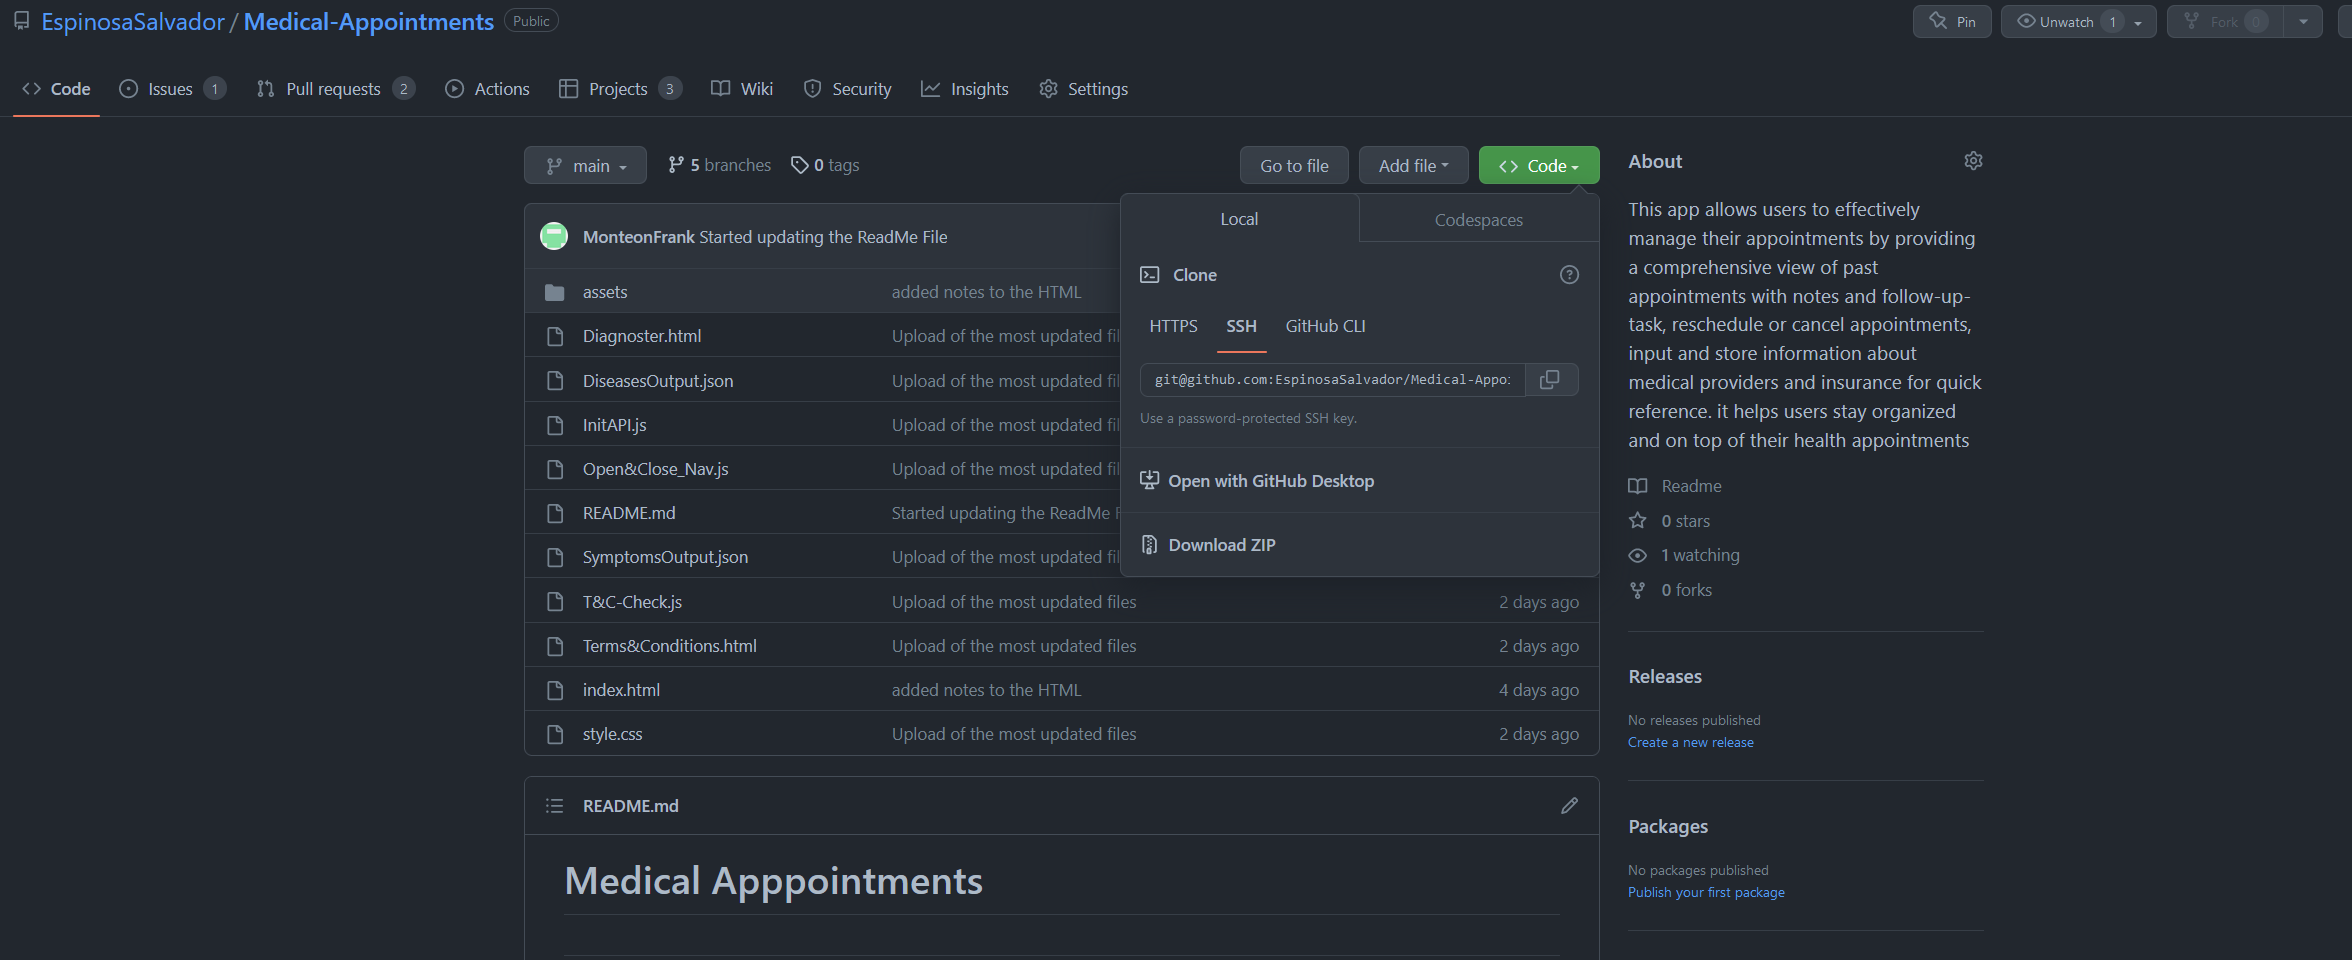 EspinosaSalvador / Medical-Appointments Public
Pin
Unwatch 1
Fork 0
Code
Issues 1
Pull requests 2
Actions
Projects 3
Wiki
Security
Insights
Settings
main
5 branches
0 tags
Go to file
Add file
Code
MonteonFrank Started updating the ReadMe File
assets added notes to the HTML
Diagnoster.html Upload of the most updated fil
DiseasesOutput.json Upload of the most updated fil
InitAPI.js Upload of the most updated fil
Open&Close_Nav.js Upload of the most updated fil
README.md Started updating the ReadMe F
SymptomsOutput.json Upload of the most updated fil
T&C-Check.js Upload of the most updated files 2 days ago
Terms&Conditions.html Upload of the most updated files 2 days ago
index.html added notes to the HTML 4 days ago
style.css Upload of the most updated files 2 days ago
Local
Codespaces
Clone
HTTPS SSH GitHub CLI
git@github.com:EspinosaSalvador/Medical-Appo
Use a password-protected SSH key.
Open with GitHub Desktop
Download ZIP
README.md
Medical Apppointments
About
This app allows users to effectively
manage their appointments by providing
a comprehensive view of past
appointments with notes and follow-up-
task, reschedule or cancel appointments,
input and store information about
medical providers and insurance for quick
reference. it helps users stay organized
and on top of their health appointments
Readme
0 stars
1 watching
0 forks
Releases
No releases published
Create a new release
Packages
No packages published
Publish your first package